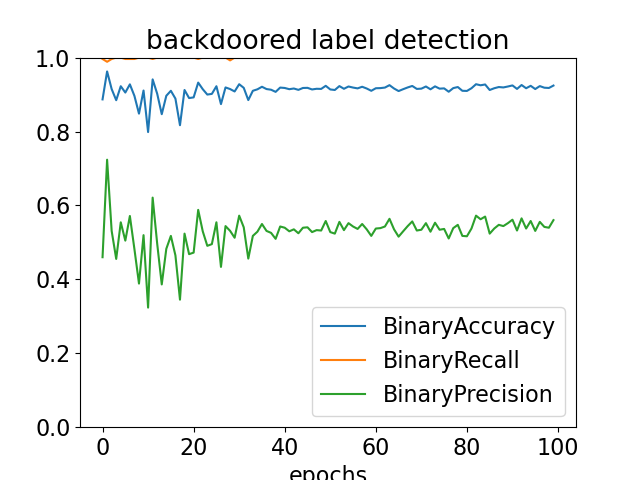 backdoored label detection
1.0
0.8
0.6
0.4
0.2
0.0
BinaryAccuracy
BinaryRecall
BinaryPrecision
0 20 40 60 80 100
epochs